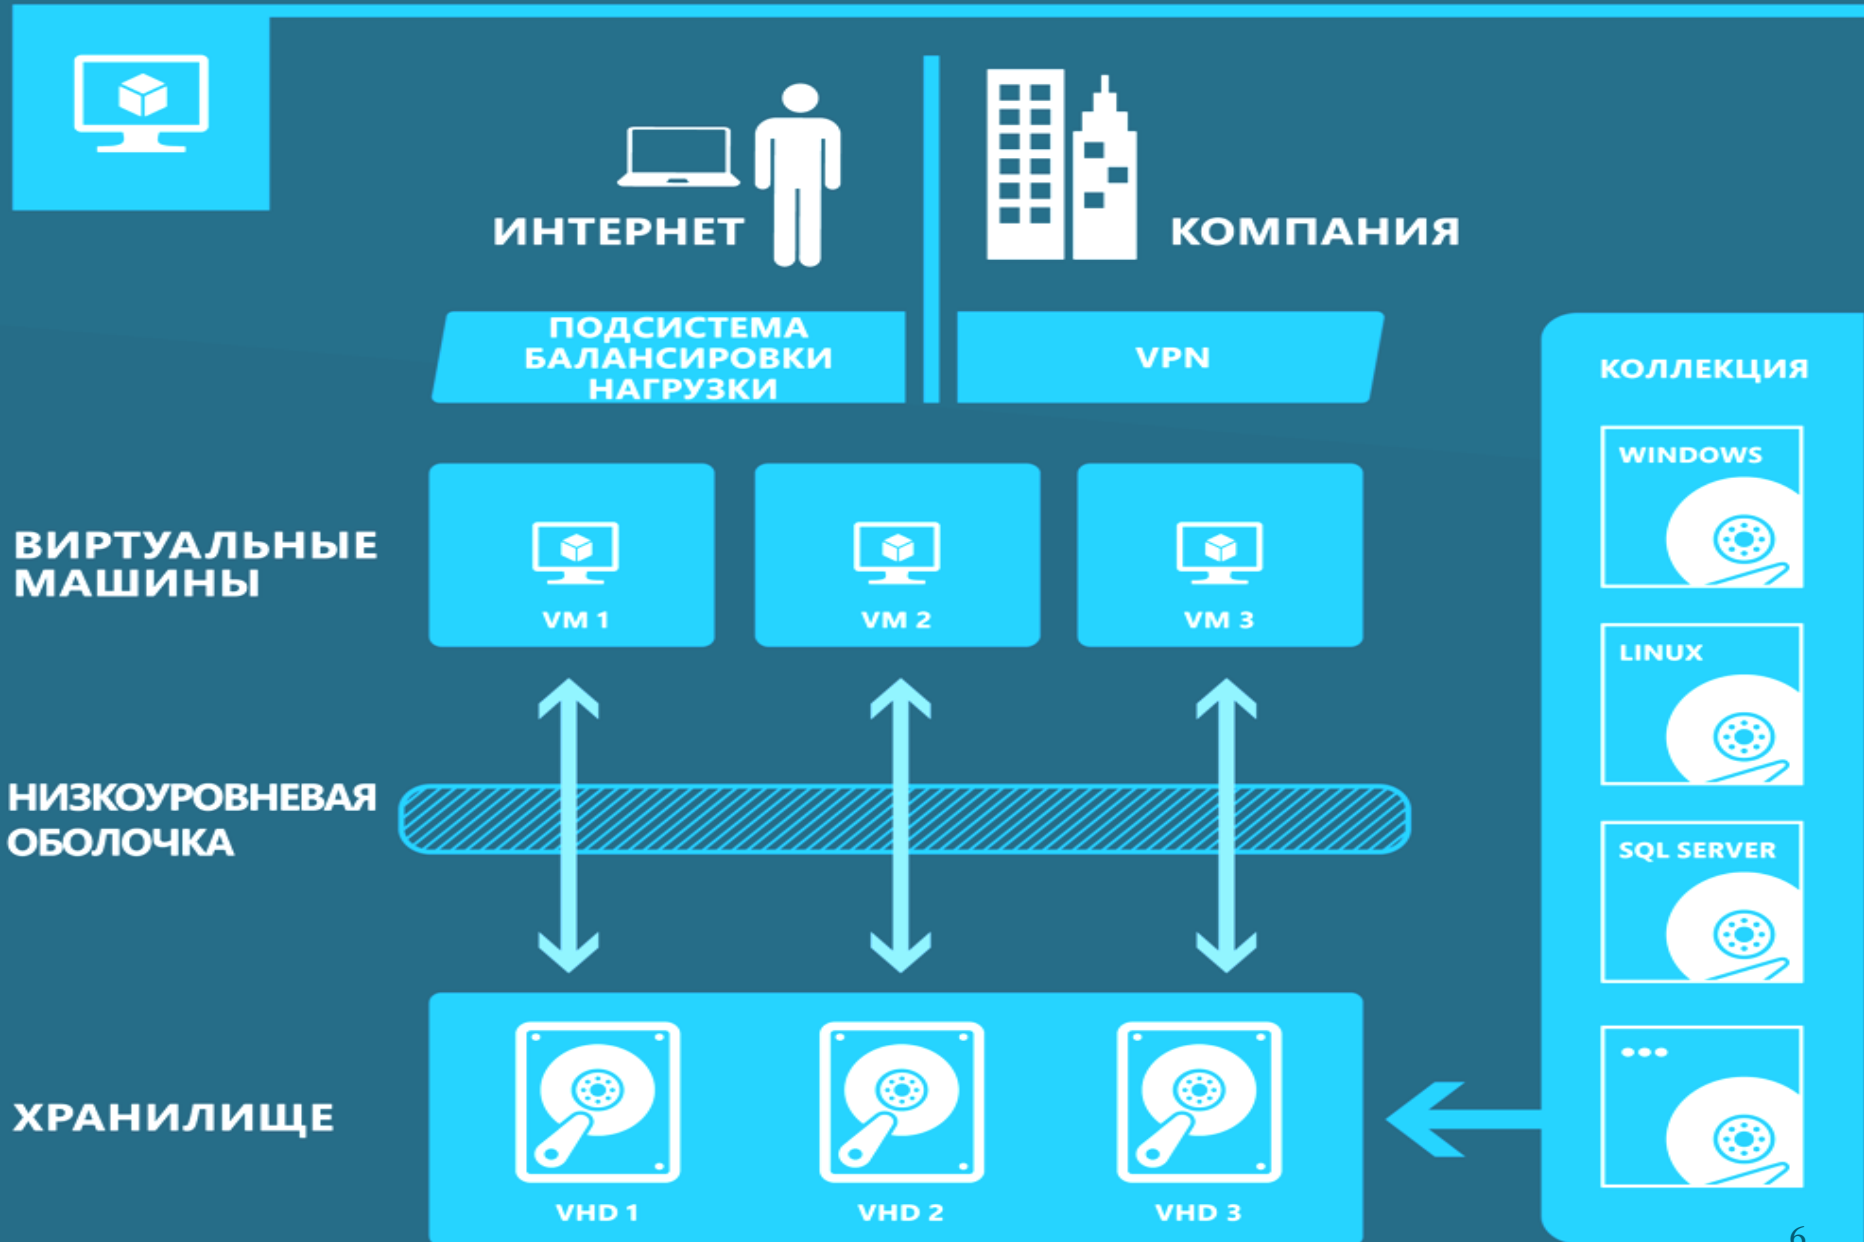 ИНТЕРНЕТ
КОМПАНИЯ
ПОДСИСТЕМА
БАЛАНСИРОВКИ
НАГРУЗКИ
VPN
КОЛЛЕКЦИЯ
WINDOWS
LINUX
SQL SERVER
•••
ВИРТУАЛЬНЫЕ
МАШИНЫ
VM 1
VM 2
VM 3
НИЗКОУРОВНЕВАЯ
ОБОЛОЧКА
ХРАНИЛИЩЕ
VHD 1
VHD 2
VHD 3
6